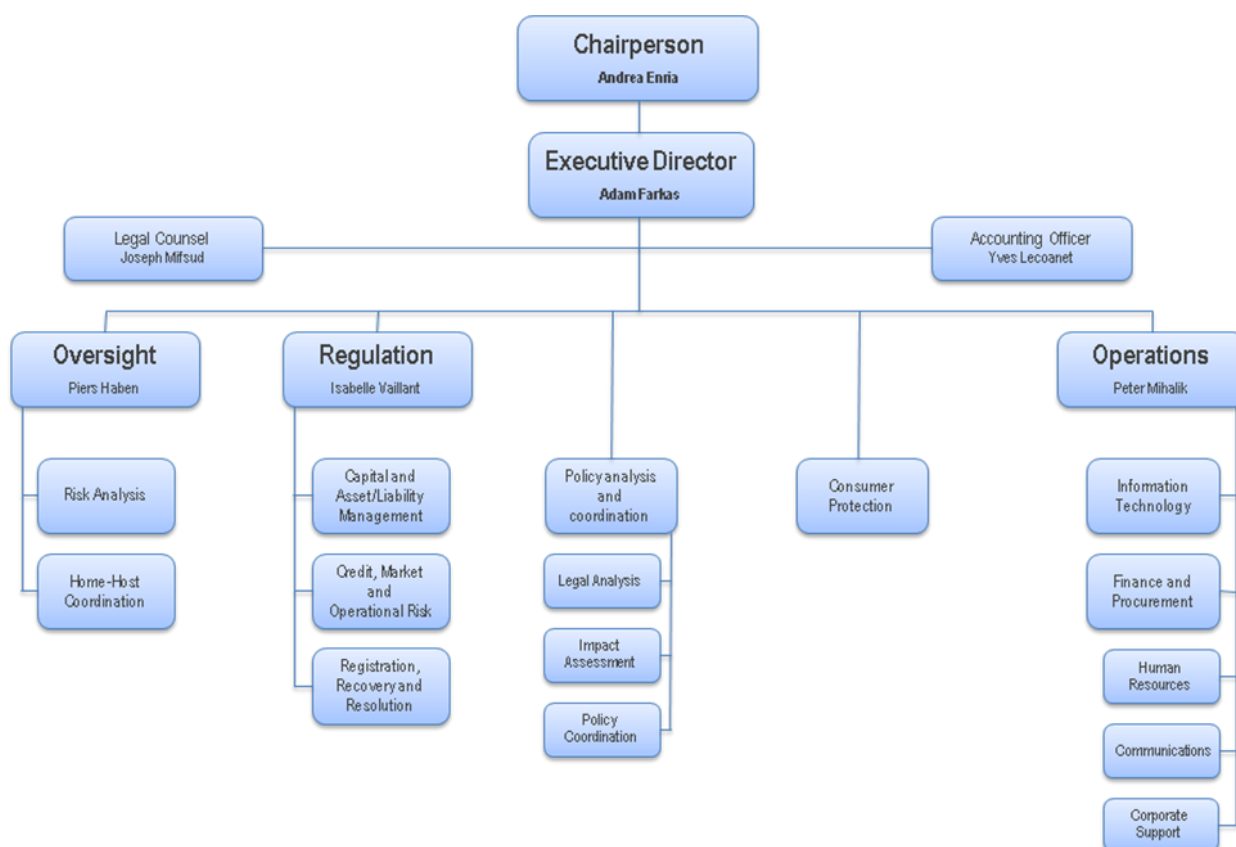 Chairperson
Andrea Enria
Executive Director
Adam Farkas
Legal Counsel
Joseph Mifsud
Accounting Officer
Yves Lecoanet
Oversight
Piers Haben
Regulation
Isabelle Vaillant
Operations
Peter Mihalik
Risk Analysis
Home-Host
Coordination
Capital and
Asset/Liability
Management
Credit, Market
and
Operational Risk
Registration,
Recovery and
Resolution
Policy analysis
and
coordination
Legal Analysis
Impact
Assessment
Policy
Coordination
Consumer
Protection
Information
Technology
Finance and
Procurement
Human
Resources
Communications
Corporate
Support